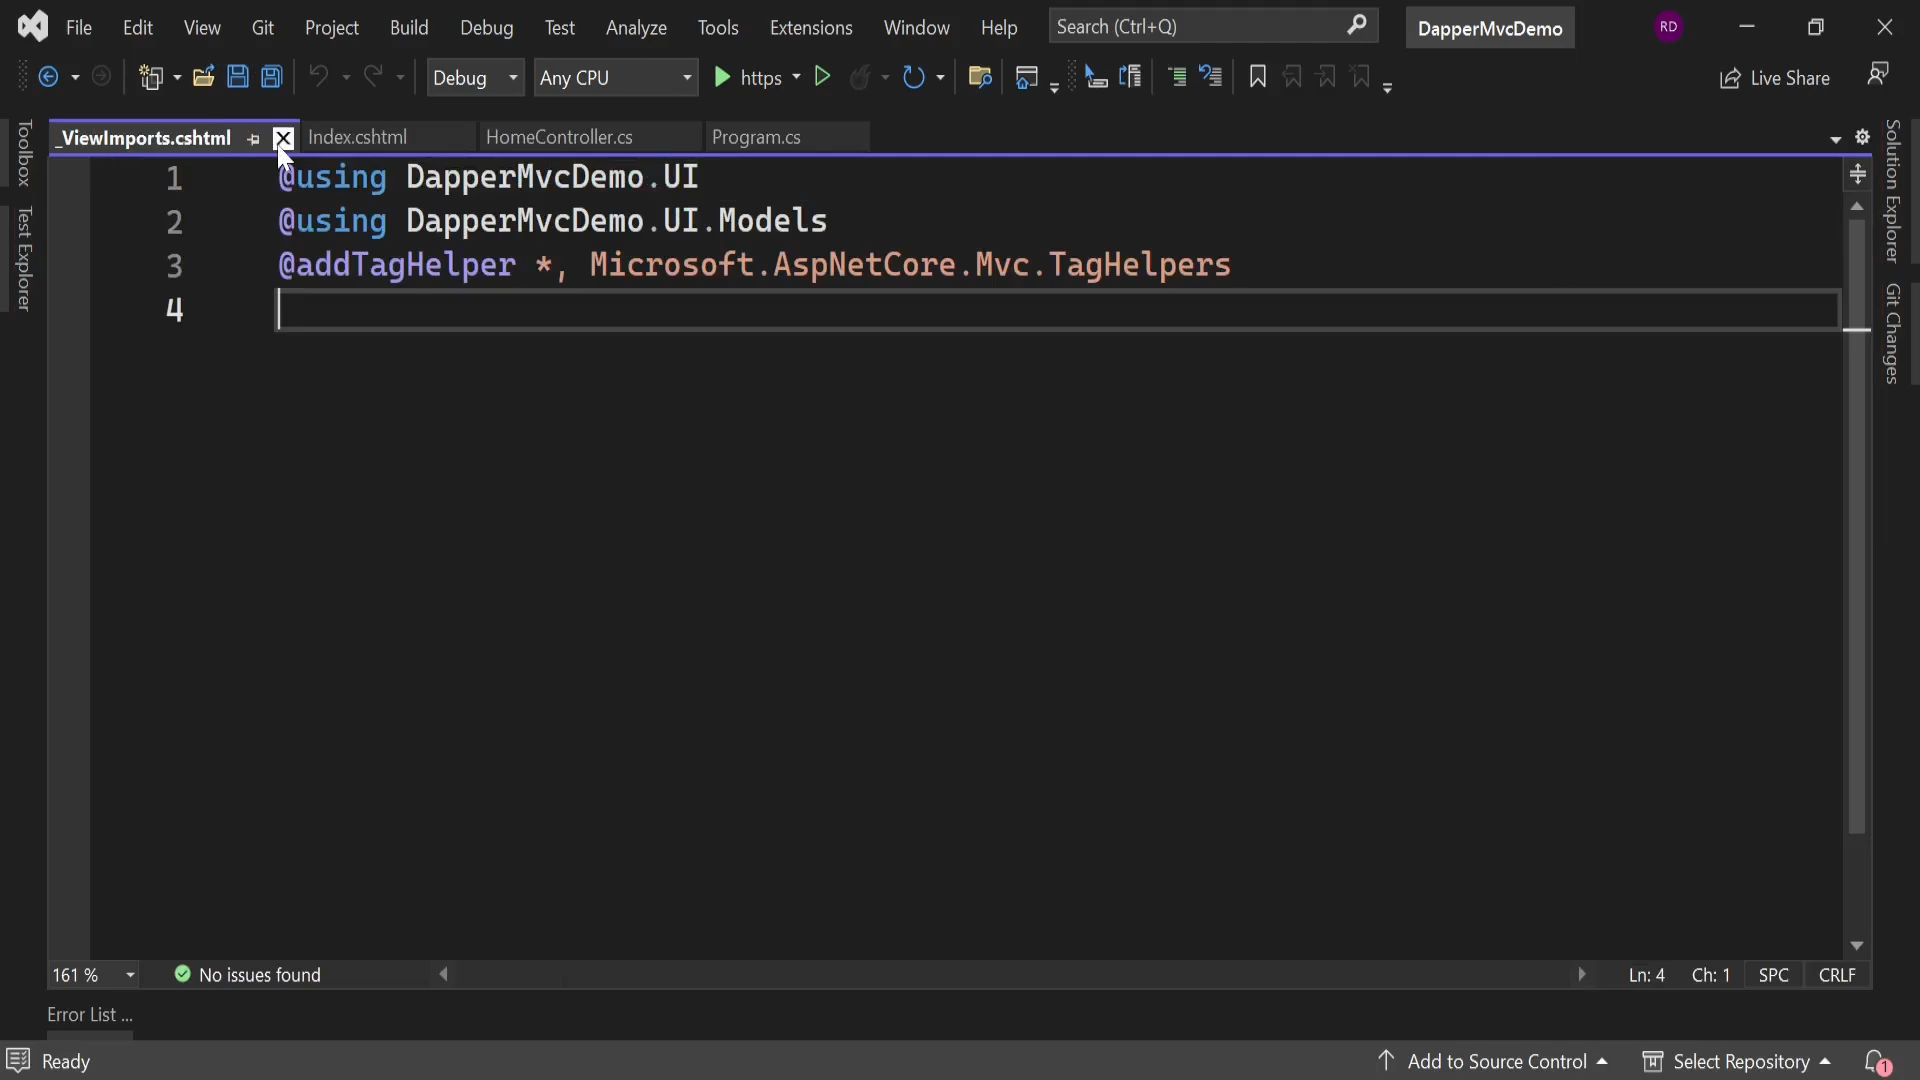 File Edit View Git Project Build Debug Test Analyze Tools Extensions Window Help Search (Ctrl+Q) DapperMvcDemo RD
Debug Any CPU https Live Share
_ViewImports.cshtml Index.cshtml HomeController.cs Program.cs
Toolbox
Test Explorer
Solution Explorer
Git Changes
1 @using DapperMvcDemo.UI
2 @using DapperMvcDemo.UI.Models
3 @addTagHelper *, Microsoft.AspNetCore.Mvc.TagHelpers
4
161 % No issues found Ln: 4 Ch: 1 SPC CRLF
Error List ...
Ready Add to Source Control Select Repository 1